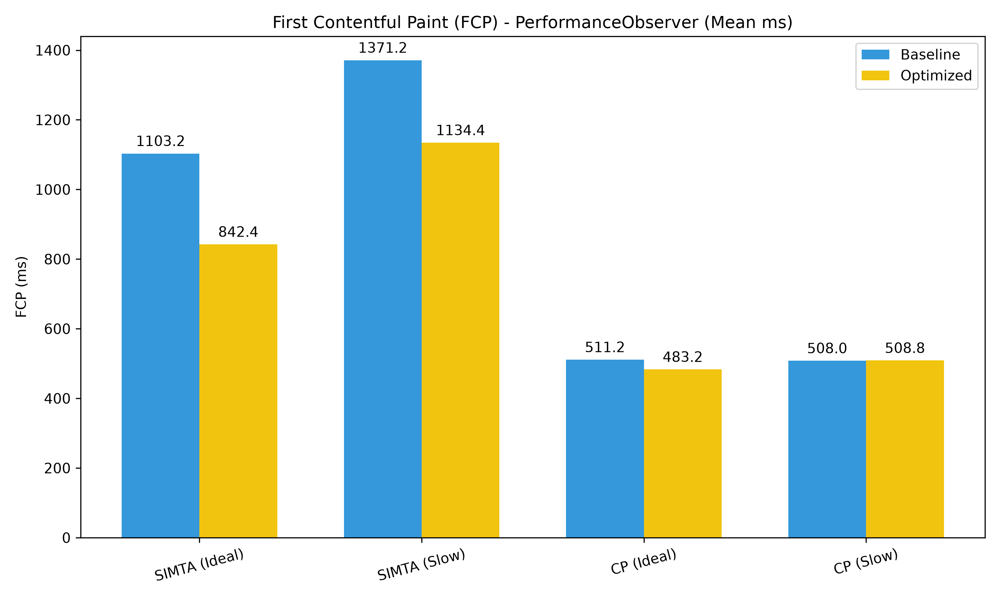 First Contentful Paint (FCP) - PerformanceObserver (Mean ms)
Baseline
Optimized
FCP (ms)
1400
1200
1000
800
600
400
200
0
1103.2
842.4
1371.2
1134.4
511.2
483.2
508.0
508.8
SIMTA (Ideal)
SIMTA (Slow)
CP (Ideal)
CP (Slow)